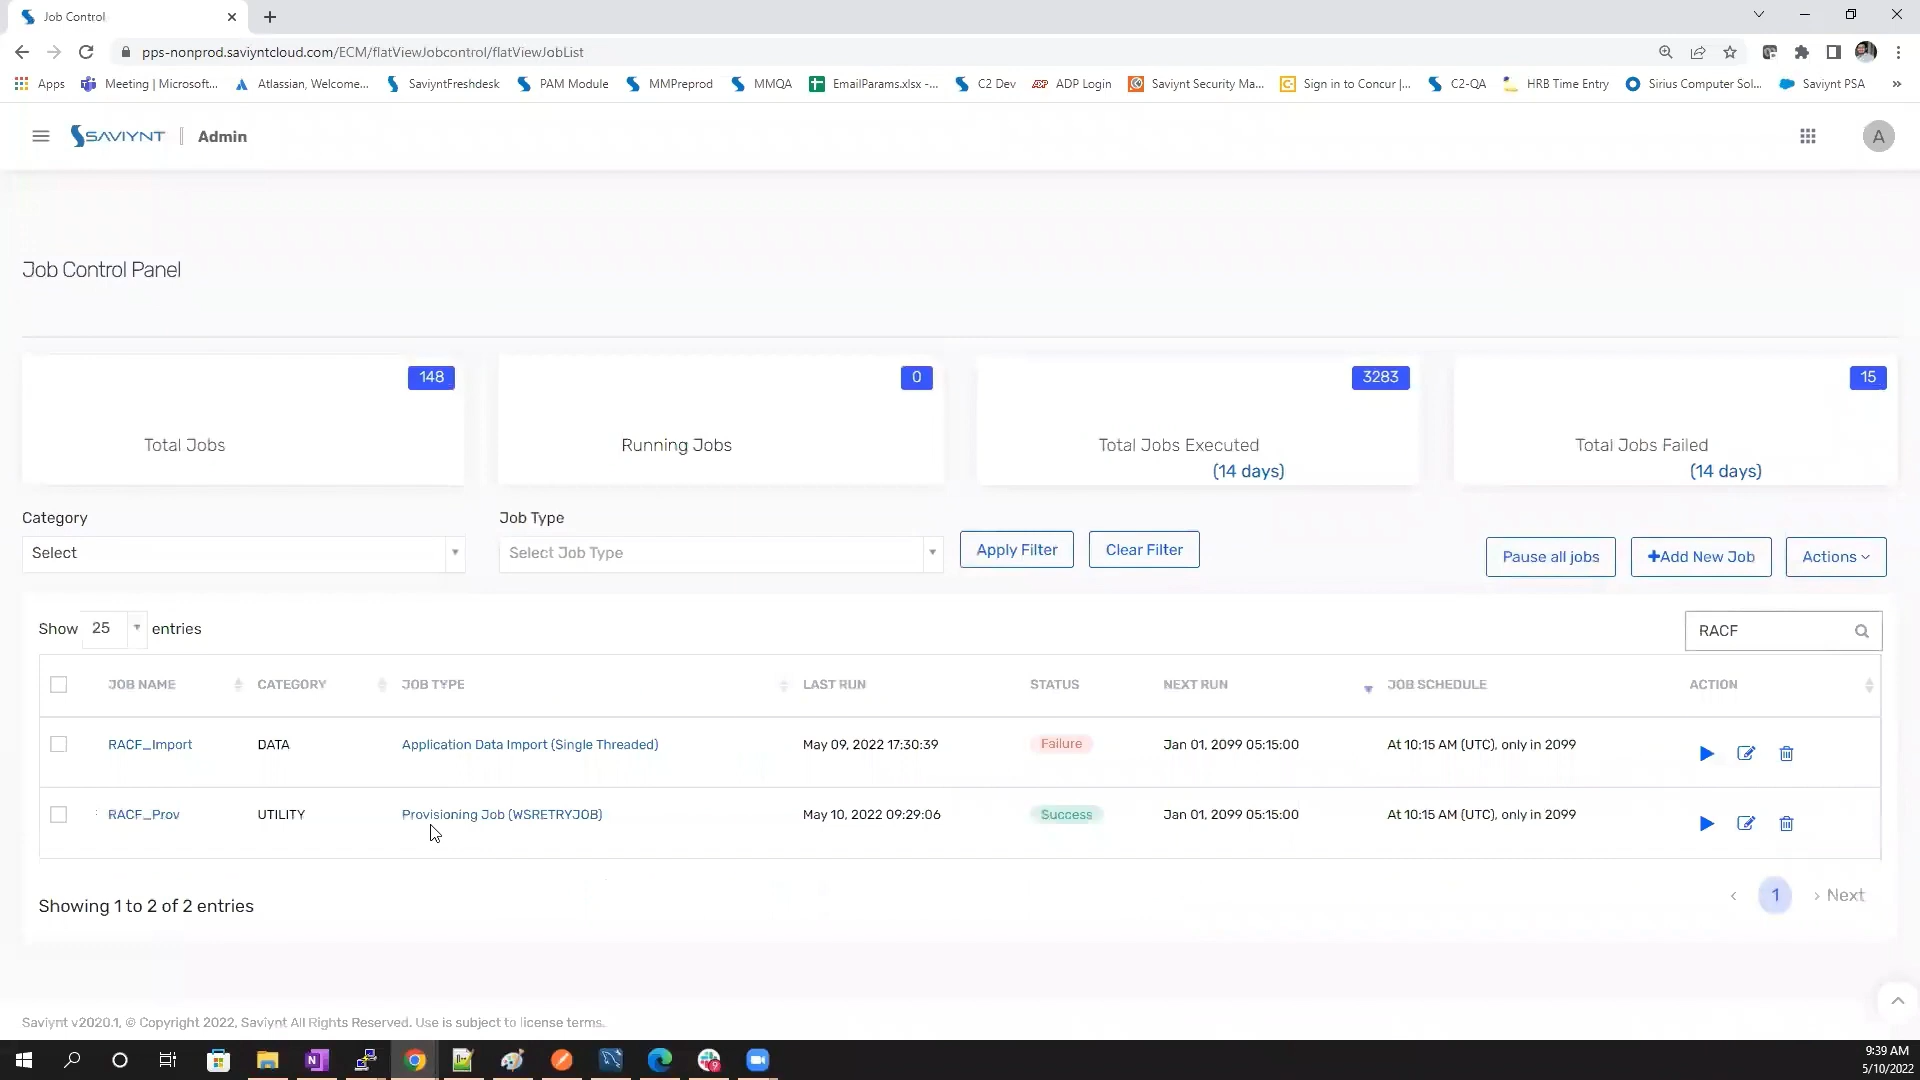 Job Control
pps-nonprod.saviyntcloud.com/ECM/flatViewJobcontrol/flatViewJobList
Apps Meeting | Microsoft... Atlassian, Welcome... SaviyntFreshdesk PAM Module MMPreprod MMQA EmailParams.xlsx -... C2 Dev ADP Login Saviynt Security Ma... Sign in to Concur |... C2-QA HRB Time Entry Sirius Computer Sol... Saviynt PSA »
SAVIYNT | Admin A
Job Control Panel
148 0 3283 15
Total Jobs Running Jobs Total Jobs Executed Total Jobs Failed
(14 days) (14 days)
Category Job Type
Select Select Job Type Apply Filter Clear Filter Pause all jobs +Add New Job Actions
Show 25 entries RACF
JOB NAME CATEGORY JOB TYPE LAST RUN STATUS NEXT RUN JOB SCHEDULE ACTION
RACF_Import DATA Application Data Import (Single Threaded) May 09, 2022 17:30:39 Failure Jan 01, 2099 05:15:00 At 10:15 AM (UTC), only in 2099
RACF_Prov UTILITY Provisioning Job (WSRETRYJOB) May 10, 2022 09:29:06 Success Jan 01, 2099 05:15:00 At 10:15 AM (UTC), only in 2099
Showing 1 to 2 of 2 entries ‹ 1 › Next
Saviynt v2020.1, © Copyright 2022, Saviynt All Rights Reserved. Use is subject to license terms.
9:39 AM
5/10/2022